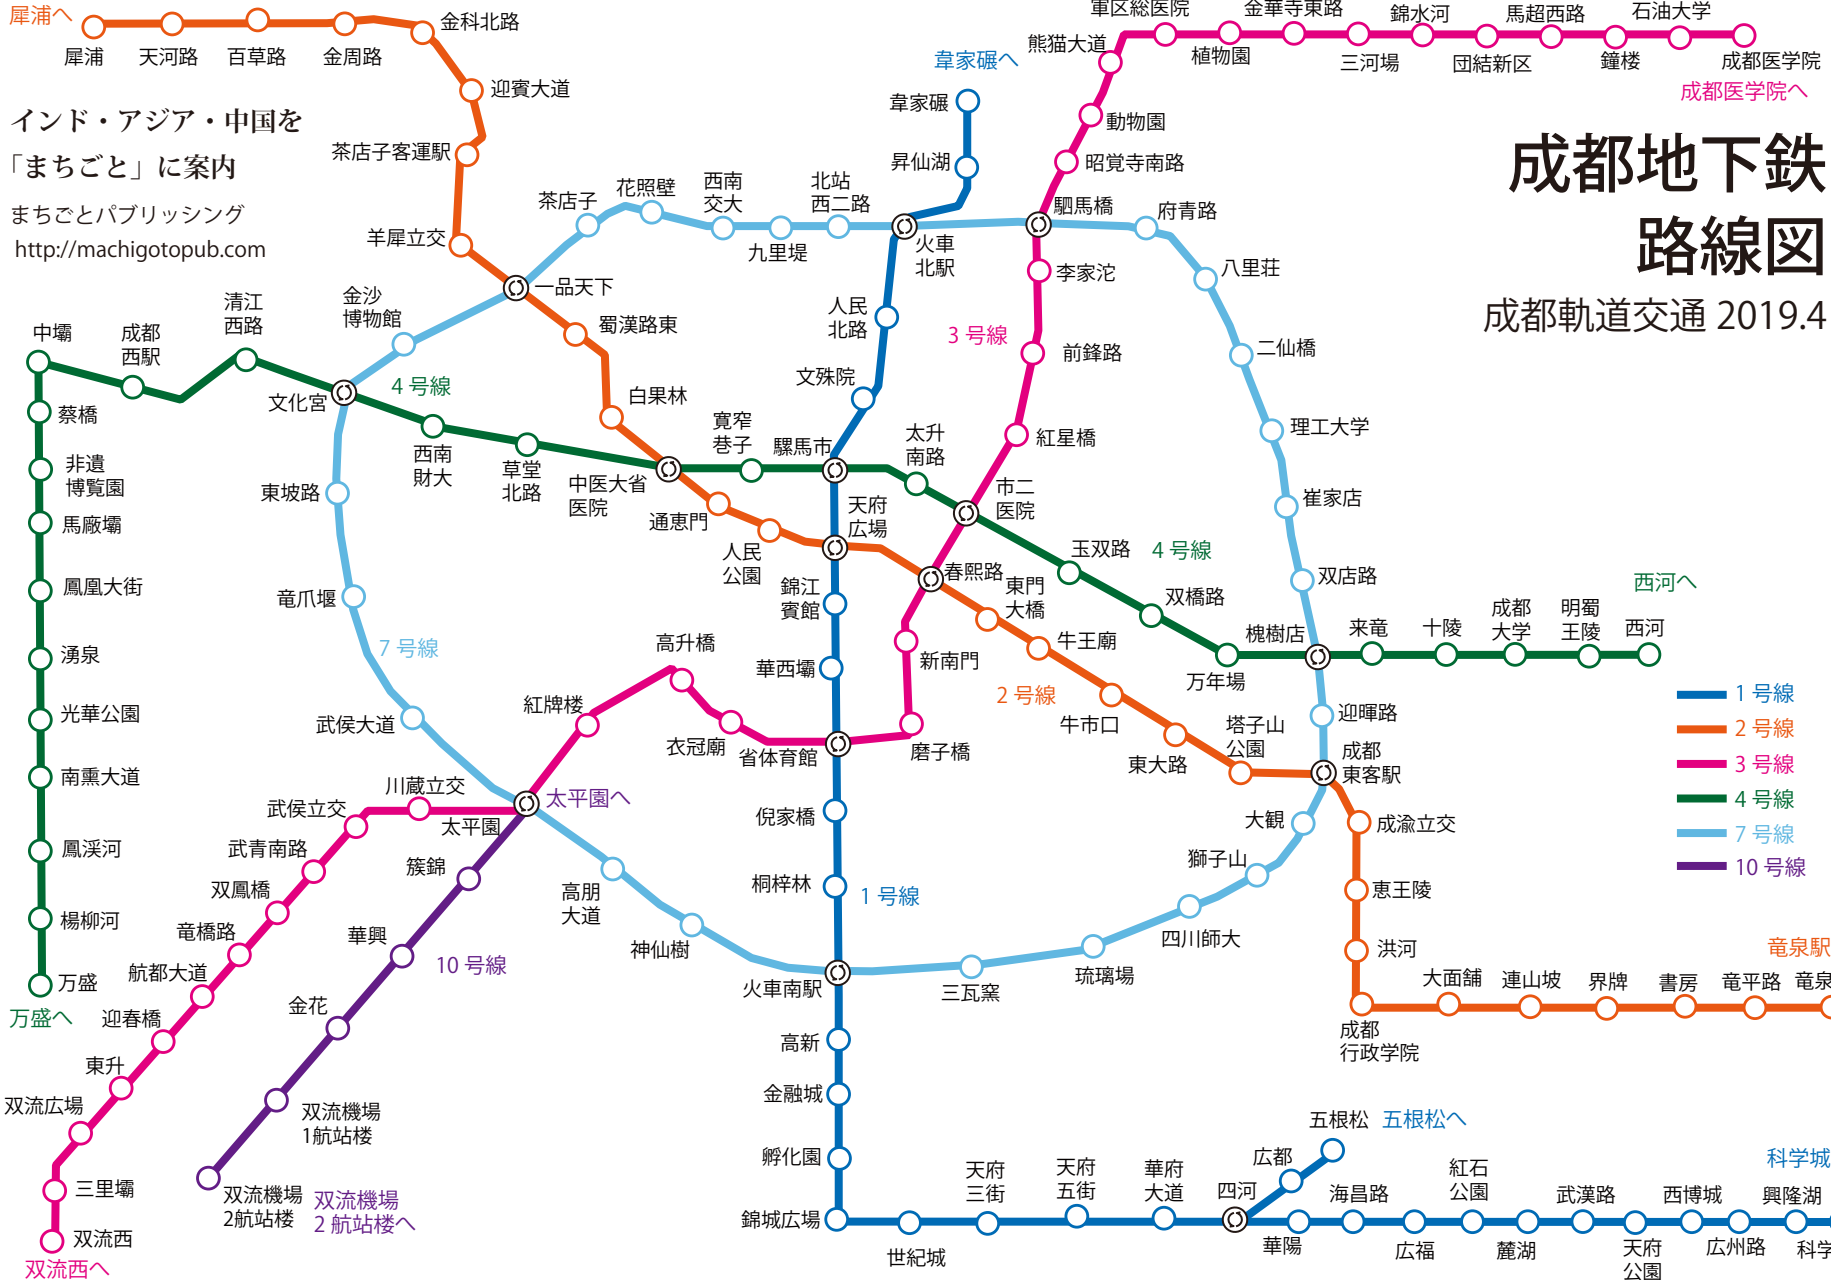 成都地下鉄
路線図
成都軌道交通 2019.4
インド・アジア・中国を
「まちごと」に案内
まちごとパブリッシング
http://machigotopub.com
犀浦へ
犀浦
天河路
百草路
金周路
金科北路
迎賓大道
茶店子客運駅
羊犀立交
一品天下
蜀漢路東
白果林
中医大省
医院
通恵門
人民
公園
天府
広場
春熙路
東門
大橋
牛王廟
2 号線
牛市口
東大路
塔子山
公園
成都
東客駅
成渝立交
恵王陵
洪河
成都
行政学院
大面舗
連山坡
界牌
書房
竜平路
竜泉
竜泉駅
韋家碾へ
韋家碾
昇仙湖
火車
北駅
人民
北路
文殊院
騾馬市
錦江
賓館
華西壩
省体育館
倪家橋
桐梓林
1 号線
火車南駅
高新
金融城
孵化園
錦城広場
世紀城
天府
三街
天府
五街
華府
大道
四河
広都
五根松
五根松へ
華陽
海昌路
広福
紅石
公園
麓湖
武漢路
天府
公園
西博城
広州路
興隆湖
科学
科学城
成都医学院へ
成都医学院
石油大学
鐘楼
馬超西路
団結新区
錦水河
三河場
金華寺東路
植物園
軍区総医院
熊猫大道
動物園
昭覚寺南路
駟馬橋
李家沱
3 号線
前鋒路
紅星橋
市二
医院
新南門
磨子橋
衣冠廟
高升橋
紅牌楼
太平園
太平園へ
川蔵立交
武侯立交
武青南路
双鳳橋
竜橋路
航都大道
迎春橋
東升
双流広場
三里壩
双流西
双流西へ
中壩
成都
西駅
清江
西路
文化宮
4 号線
西南
財大
草堂
北路
寛窄
巷子
太升
南路
玉双路
4 号線
双橋路
万年場
槐樹店
来竜
十陵
成都
大学
明蜀
王陵
西河
西河へ
蔡橋
非遺
博覧園
馬廠壩
鳳凰大街
湧泉
光華公園
南熏大道
鳳渓河
楊柳河
万盛
万盛へ
金沙
博物館
茶店子
花照壁
西南
交大
九里堤
北站
西二路
府青路
八里荘
二仙橋
理工大学
崔家店
双店路
迎暉路
大観
獅子山
四川師大
琉璃場
三瓦窯
神仙樹
高朋
大道
武侯大道
7 号線
竜爪堰
東坡路
簇錦
華興
10 号線
金花
双流機場
1航站楼
双流機場
2航站楼
双流機場
2 航站楼へ
1 号線
2 号線
3 号線
4 号線
7 号線
10 号線